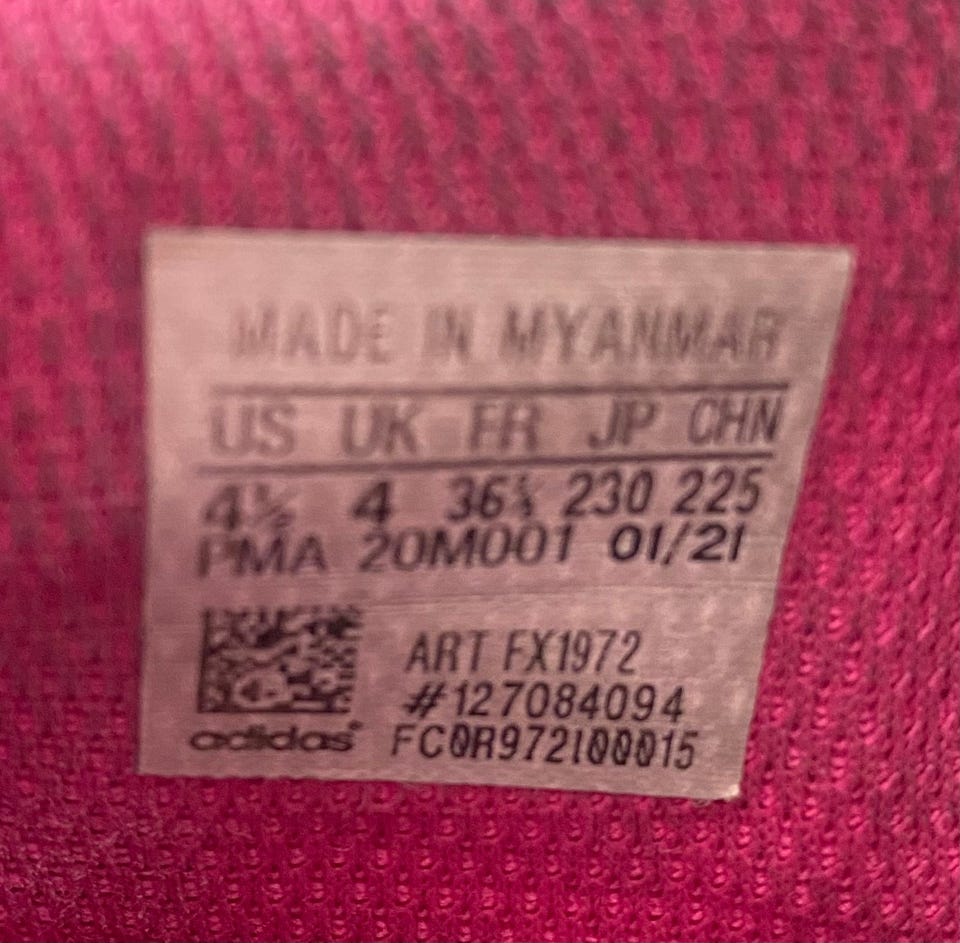 MADE IN MYANMAR
US UK FR JP CHN
4½ 4 36⅔ 230 225
PMA 20M001 01/21
ART FX1972
#127084094
adidas® FC0R972I00015